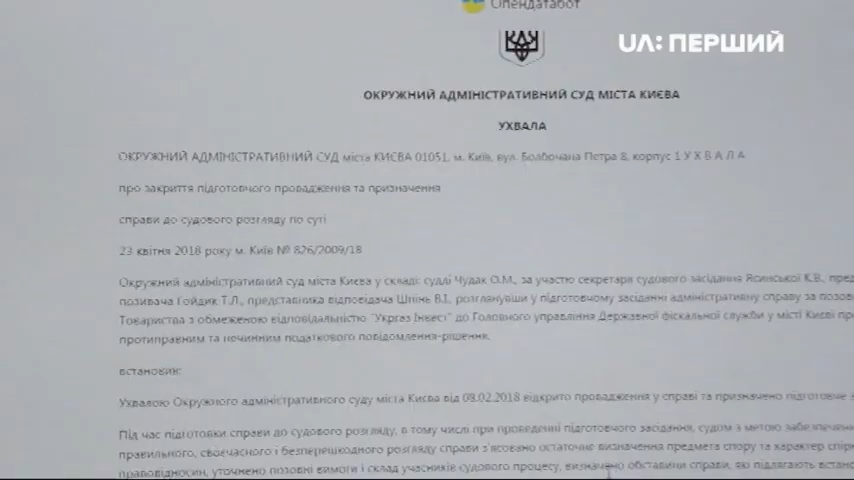 Опендатабот
UA: ПЕРШИЙ
ОКРУЖНИЙ АДМІНІСТРАТИВНИЙ СУД МІСТА КИЄВА
УХВАЛА
ОКРУЖНИЙ АДМІНІСТРАТИВНИЙ СУД міста КИЄВА 01051, м. Київ, вул. Болбочана Петра 8, корпус 1 У Х В А Л А
про закриття підготовчого провадження та призначення
справи до судового розгляду по суті
23 квітня 2018 року м. Київ № 826/2009/18
Окружний адміністративний суд міста Києва у складі: судді Чудак О.М., за участю секретаря судового засідання Ясинської К.В., пред
позивача Гойдик Т.Л., представника відповідача Шпінь В.І., розглянувши у підготовчому засіданні адміністративну справу за позово
Товариства з обмеженою відповідальністю "Укргаз Інвест" до Головного управління Державної фіскальної служби у місті Києві пр
протиправним та нечинним податкового повідомлення-рішення,
встановив:
Ухвалою Окружного адміністративного суду міста Києва від 08.02.2018 відкрито провадження у справі та призначено підготовче
Під час підготовки справи до судового розгляду, в тому числі при проведенні підготовчого засідання, судом з метою забезпечен
правильного, своєчасного і безперешкодного розгляду справи з'ясовано остаточне визначення предмета спору та характер спірн
правовідносин, уточнено позовні вимоги і склад учасників судового процесу, визначено обставини справи, які підлягають встано